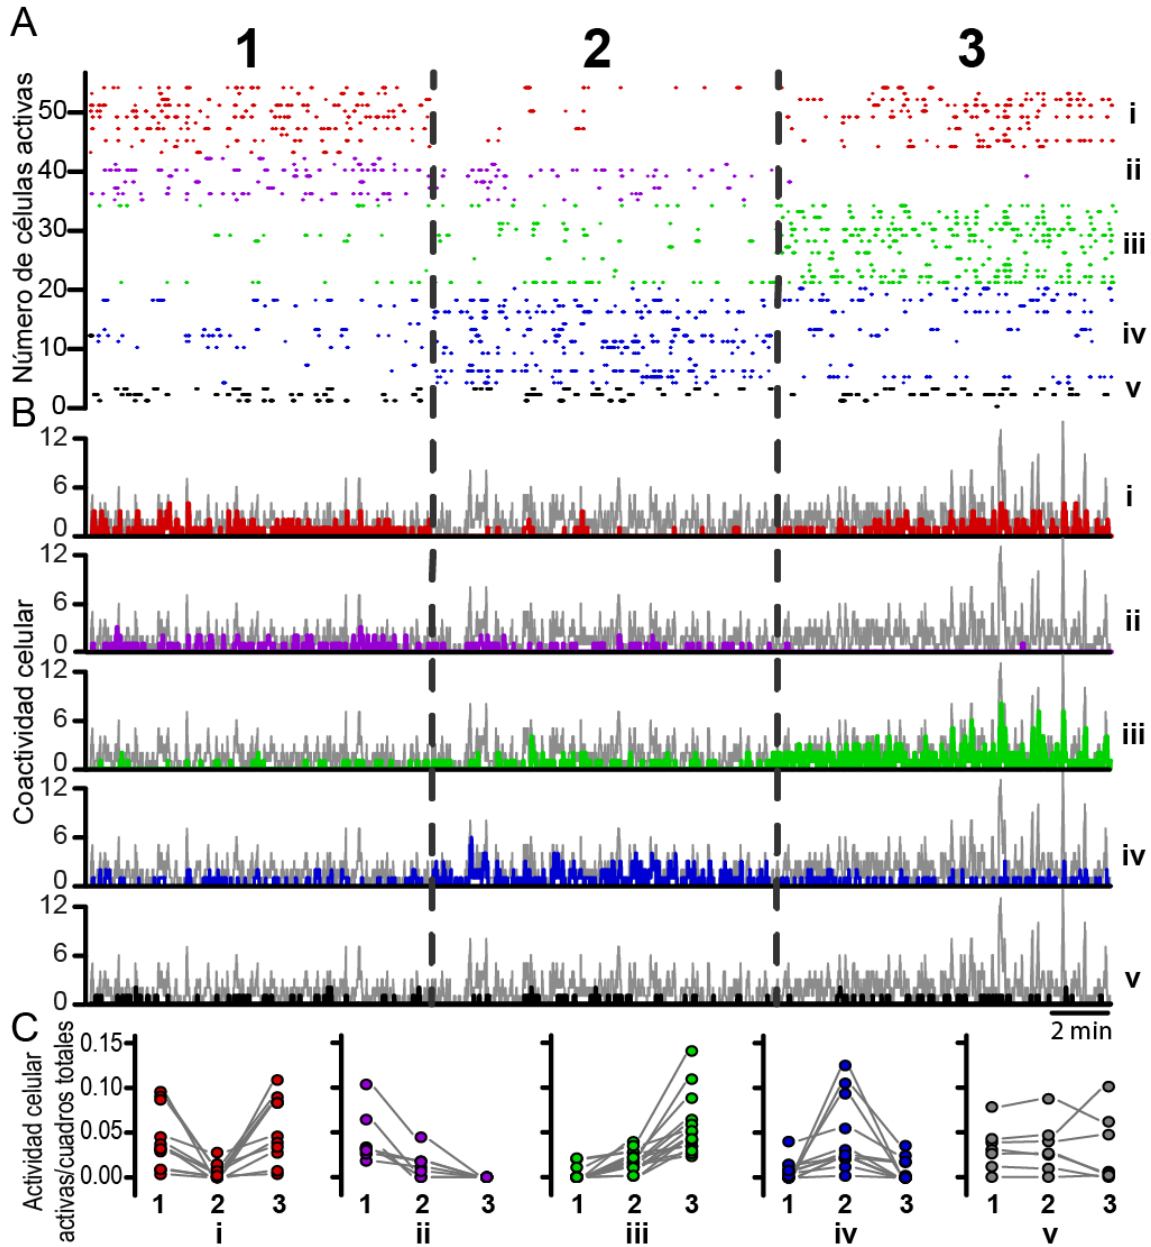 A
1 2 3
Número de células activas
50
40
30
20
10
0
i
ii
iii
iv
v
B
Coactividad celular
12
6
0
i
12
6
0
ii
12
6
0
iii
12
6
0
iv
12
6
0
v
2 min
C
Actividad celular
activas/cuadros totales
0.15
0.10
0.05
0.00
1 2 3 1 2 3 1 2 3 1 2 3 1 2 3
i ii iii iv v